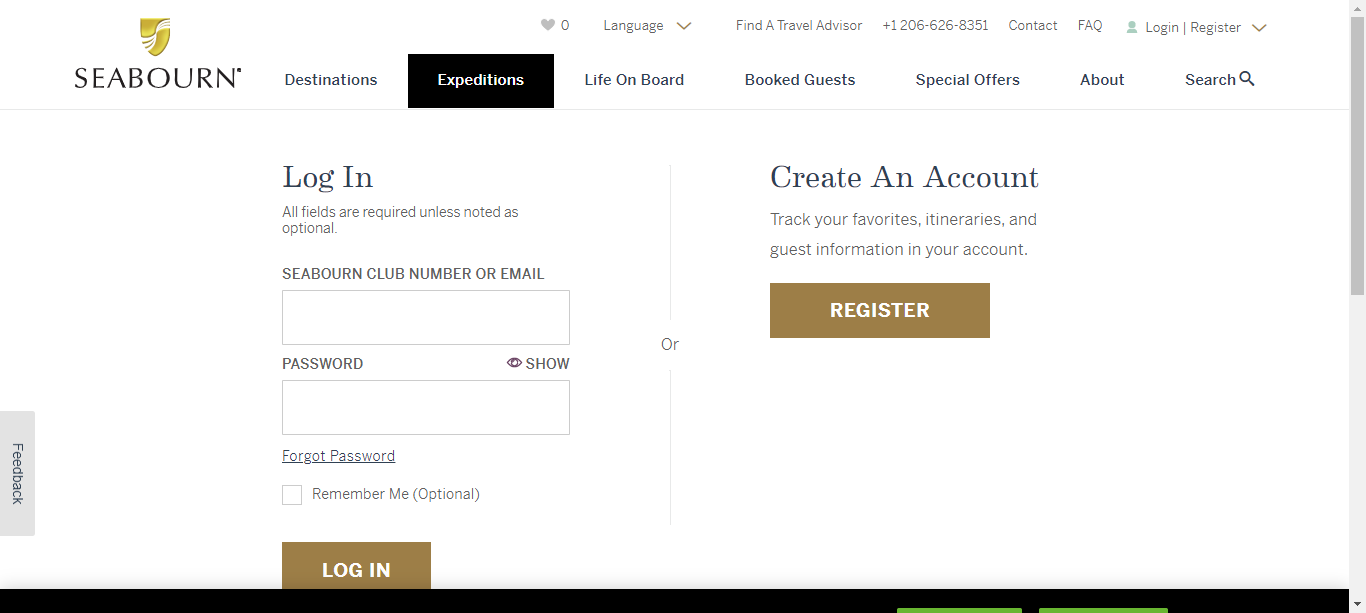 0
Language
Find A Travel Advisor
+1 206-626-8351
Contact
FAQ
Login | Register
SEABOURN
Destinations
Expeditions
Life On Board
Booked Guests
Special Offers
About
Search
Log In
All fields are required unless noted as
optional.
SEABOURN CLUB NUMBER OR EMAIL
PASSWORD
SHOW
Forgot Password
Remember Me (Optional)
LOG IN
Or
Create An Account
Track your favorites, itineraries, and
guest information in your account.
REGISTER
Feedback